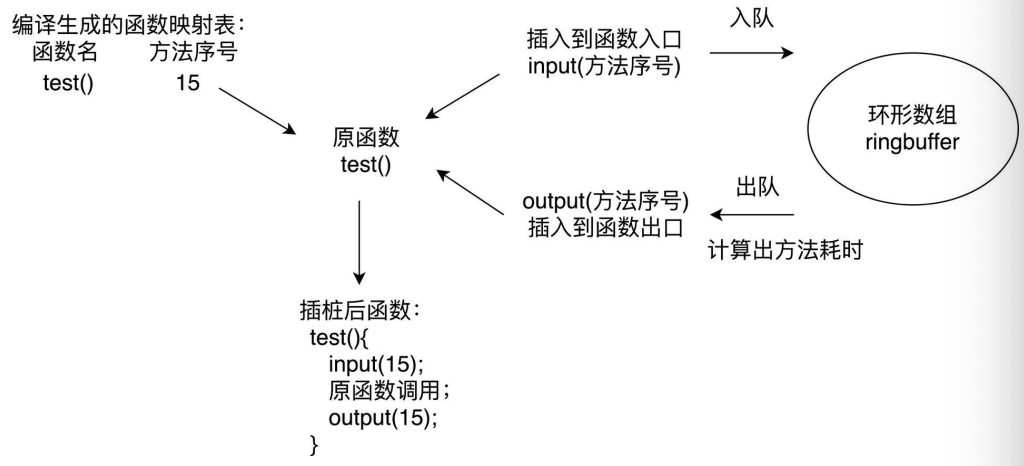 编译生成的函数映射表：
函数名 方法序号
test() 15
原函数
test()
插入到函数入口
input(方法序号)
入队
环形数组
ringbuffer
output(方法序号)
插入到函数出口
出队
计算出方法耗时
插桩后函数：
test(){
input(15);
原函数调用；
output(15);
}